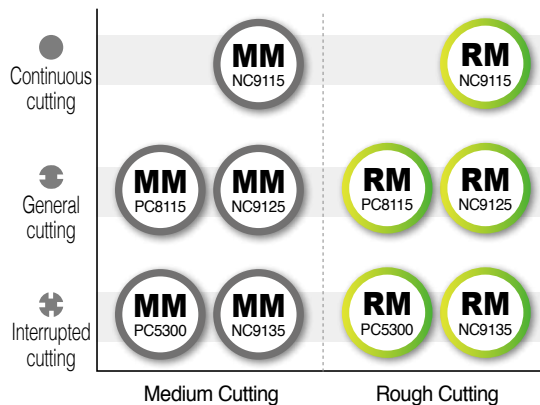 Continuous
cutting
MM
NC9115
RM
NC9115
General
cutting
MM
PC8115
MM
NC9125
RM
PC8115
RM
NC9125
Interrupted
cutting
MM
PC5300
MM
NC9135
RM
PC5300
RM
NC9135
Medium Cutting
Rough Cutting